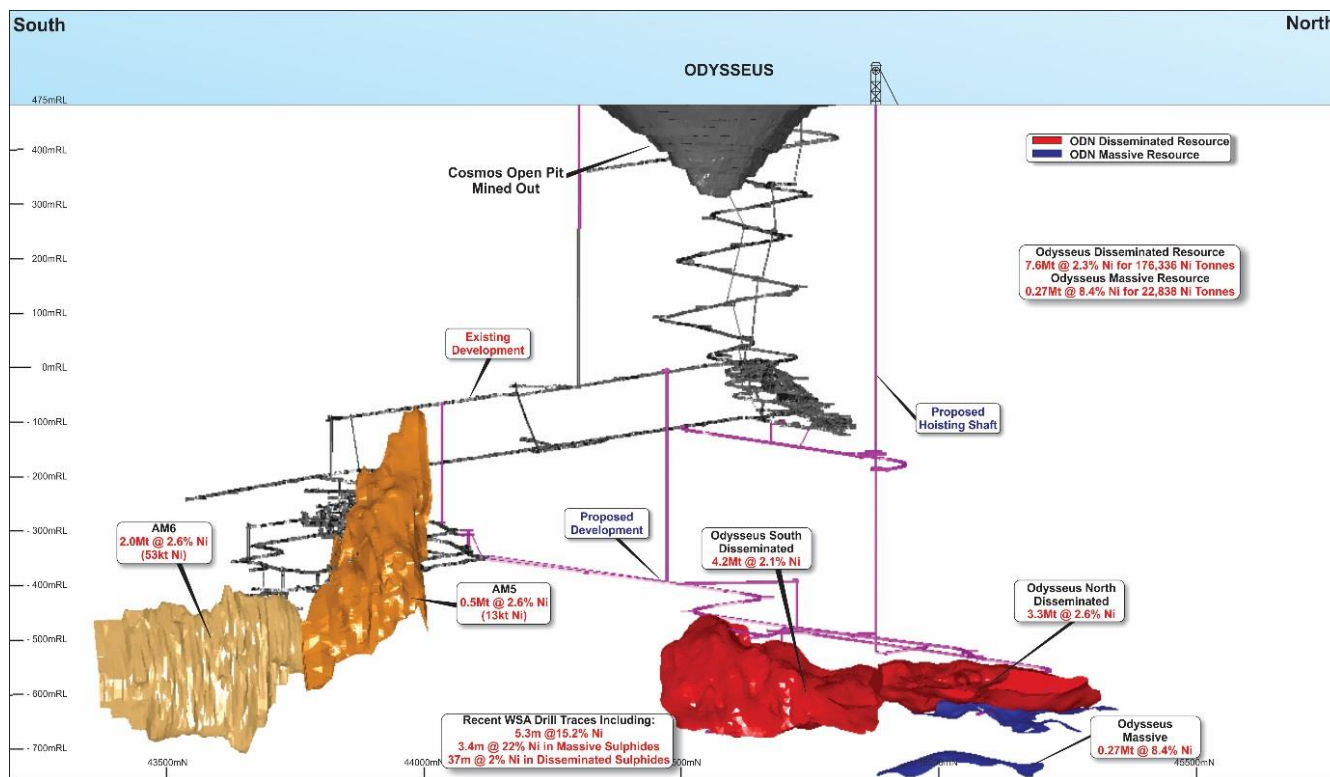 South
North
ODYSSEUS
475mRL
400mRL
300mRL
200mRL
100mRL
0mRL
- 100mRL
- 200mRL
- 300mRL
- 400mRL
- 500mRL
- 600mRL
- 700mRL
Cosmos Open Pit
Mined Out
ODN Disseminated Resource
ODN Massive Resource
Odysseus Disseminated Resource
7.6Mt @ 2.3% Ni for 176,336 Ni Tonnes
Odysseus Massive Resource
0.27Mt @ 8.4% Ni for 22,838 Ni Tonnes
Existing
Development
Proposed
Hoisting Shaft
Proposed
Development
AM6
2.0Mt @ 2.6% Ni
(53kt Ni)
AM5
0.5Mt @ 2.6% Ni
(13kt Ni)
Odysseus South
Disseminated
4.2Mt @ 2.1% Ni
Odysseus North
Disseminated
3.3Mt @ 2.6% Ni
Recent WSA Drill Traces Including:
5.3m @15.2% Ni
3.4m @ 22% Ni in Massive Sulphides
37m @ 2% Ni in Disseminated Sulphides
Odysseus
Massive
0.27Mt @ 8.4% Ni
43500mN
44000mN
45500mN